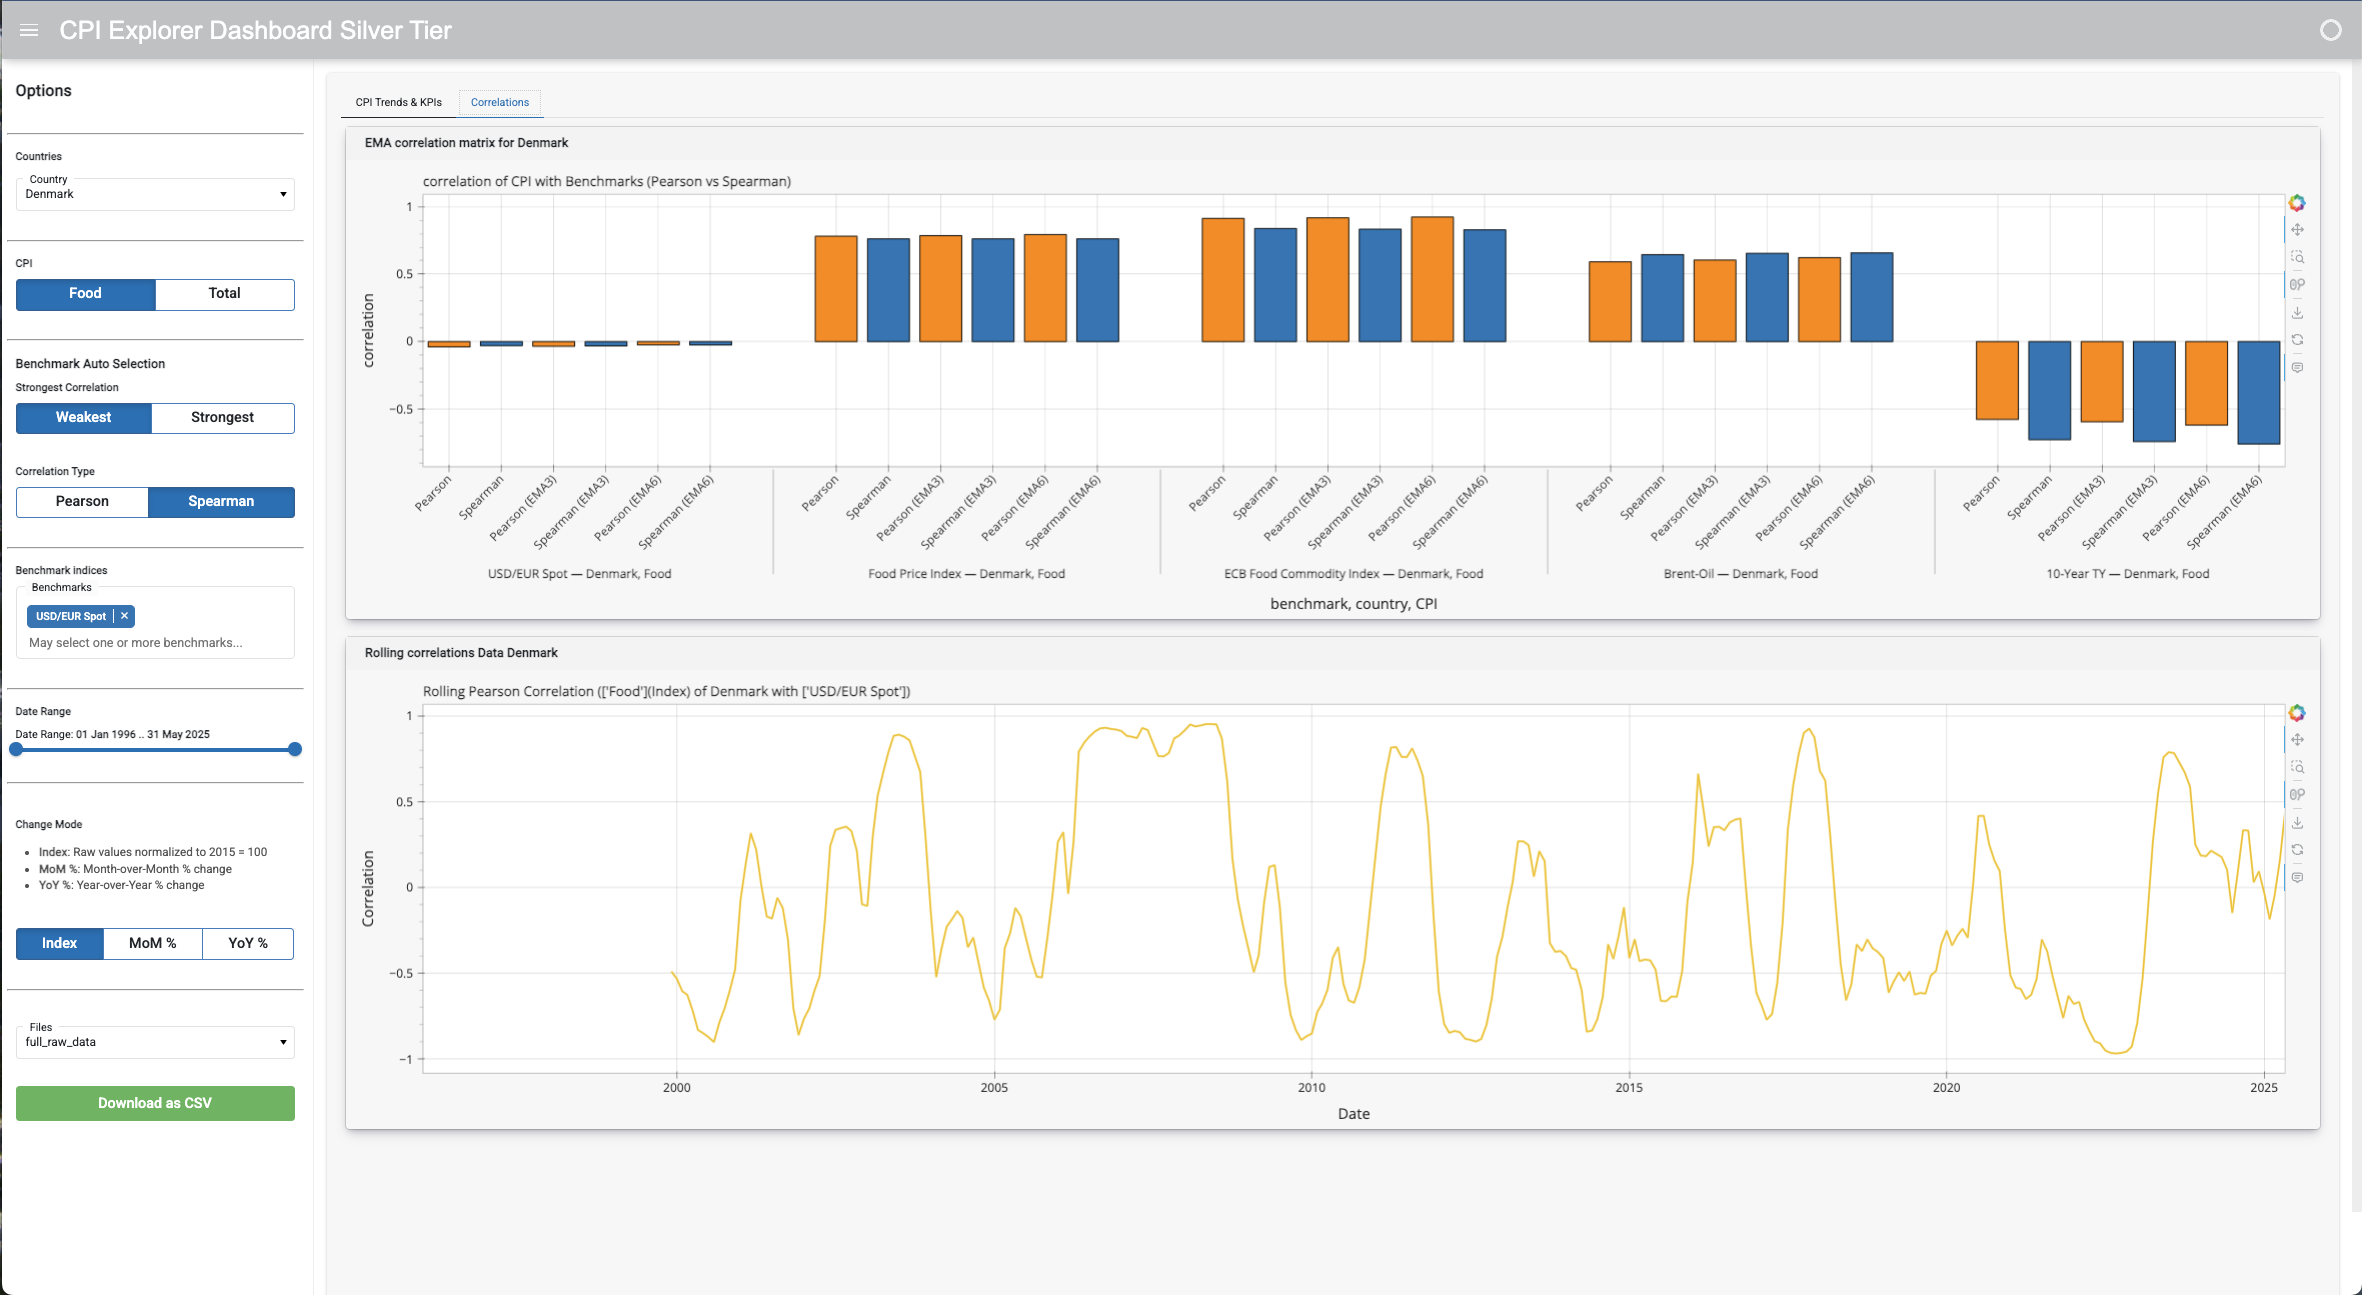 CPI Explorer Dashboard Silver Tier
Options
Countries
Country
Denmark
CPI
Food Total
Benchmark Auto Selection
Strongest Correlation
Weakest Strongest
Correlation Type
Pearson Spearman
Benchmark indices
Benchmarks
USD/EUR Spot ×
May select one or more benchmarks...
Date Range
Date Range: 01 Jan 1996 .. 31 May 2025
Change Mode
• Index: Raw values normalized to 2015 = 100
• MoM %: Month-over-Month % change
• YoY %: Year-over-Year % change
Index MoM % YoY %
Files
full_raw_data
Download as CSV
CPI Trends & KPIs Correlations
EMA correlation matrix for Denmark
correlation of CPI with Benchmarks (Pearson vs Spearman)
correlation
1
0.5
0
−0.5
Pearson Spearman Pearson (EMA3) Spearman (EMA3) Pearson (EMA6) Spearman (EMA6) Pearson Spearman Pearson (EMA3) Spearman (EMA3) Pearson (EMA6) Spearman (EMA6) Pearson Spearman Pearson (EMA3) Spearman (EMA3) Pearson (EMA6) Spearman (EMA6) Pearson Spearman Pearson (EMA3) Spearman (EMA3) Pearson (EMA6) Spearman (EMA6) Pearson Spearman Pearson (EMA3) Spearman (EMA3) Pearson (EMA6) Spearman (EMA6)
USD/EUR Spot — Denmark, Food Food Price Index — Denmark, Food ECB Food Commodity Index — Denmark, Food Brent-Oil — Denmark, Food 10-Year TY — Denmark, Food
benchmark, country, CPI
Rolling correlations Data Denmark
Rolling Pearson Correlation (['Food'](Index) of Denmark with ['USD/EUR Spot'])
Correlation
1
0.5
0
−0.5
−1
2000 2005 2010 2015 2020 2025
Date